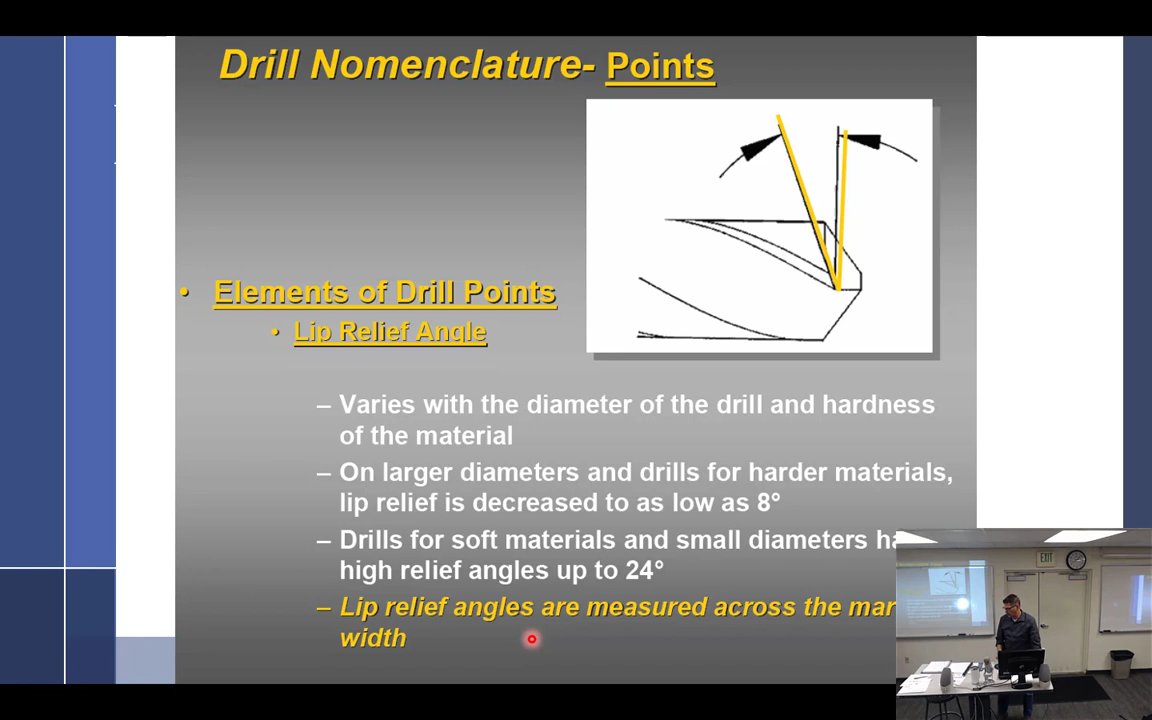 Drill Nomenclature- Points
• Elements of Drill Points
• Lip Relief Angle
– Varies with the diameter of the drill and hardness
of the material
– On larger diameters and drills for harder materials,
lip relief is decreased to as low as 8°
– Drills for soft materials and small diameters
high relief angles up to 24°
– Lip relief angles are measured across the
width
EXIT